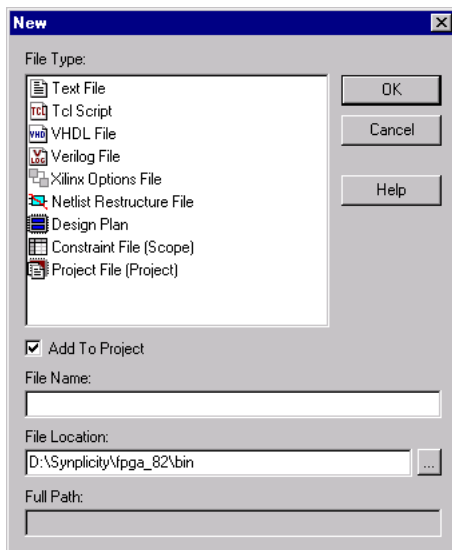 New
File Type:
Text File
OK
Tcl Script
VHDL File
Cancel
Verilog File
Xilinx Options File
Help
Netlist Restructure File
Design Plan
Constraint File (Scope)
Project File (Project)
Add To Project
File Name:
File Location:
D:\Synplicity\fpga_82\bin
...
Full Path: